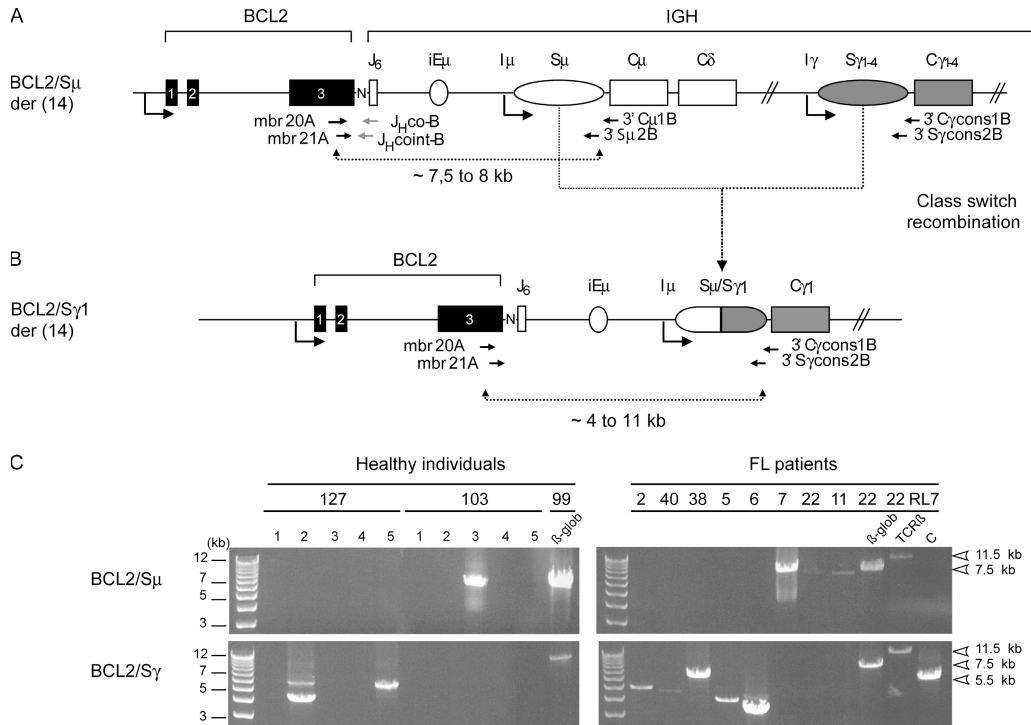 A
BCL2
IGH
BCL2/Sµ
der (14)
1
2
3
N
J6
iEµ
Iµ
Sµ
Cµ
Cδ
Iγ
Sγ1-4
Cγ1-4
mbr 20A
mbr 21A
JHco-B
JHcoint-B
3' Cµ1B
3' Sµ2B
3' Cγcons1B
3' Sγcons2B
~ 7,5 to 8 kb
Class switch
recombination
B
BCL2
BCL2/Sγ1
der (14)
1
2
3
N
J6
iEµ
Iµ
Sµ/Sγ1
Cγ1
mbr 20A
mbr 21A
3' Cγcons1B
3' Sγcons2B
~ 4 to 11 kb
C
Healthy individuals
FL patients
127 103 99
2 40 38 5 6 7 22 11 22 22 RL7
1 2 3 4 5 1 2 3 4 5 ß-glob
ß-glob TCRß C
(kb)
BCL2/Sµ
12
7
5
3
11.5 kb
7.5 kb
BCL2/Sγ
12
7
5
3
11.5 kb
7.5 kb
5.5 kb